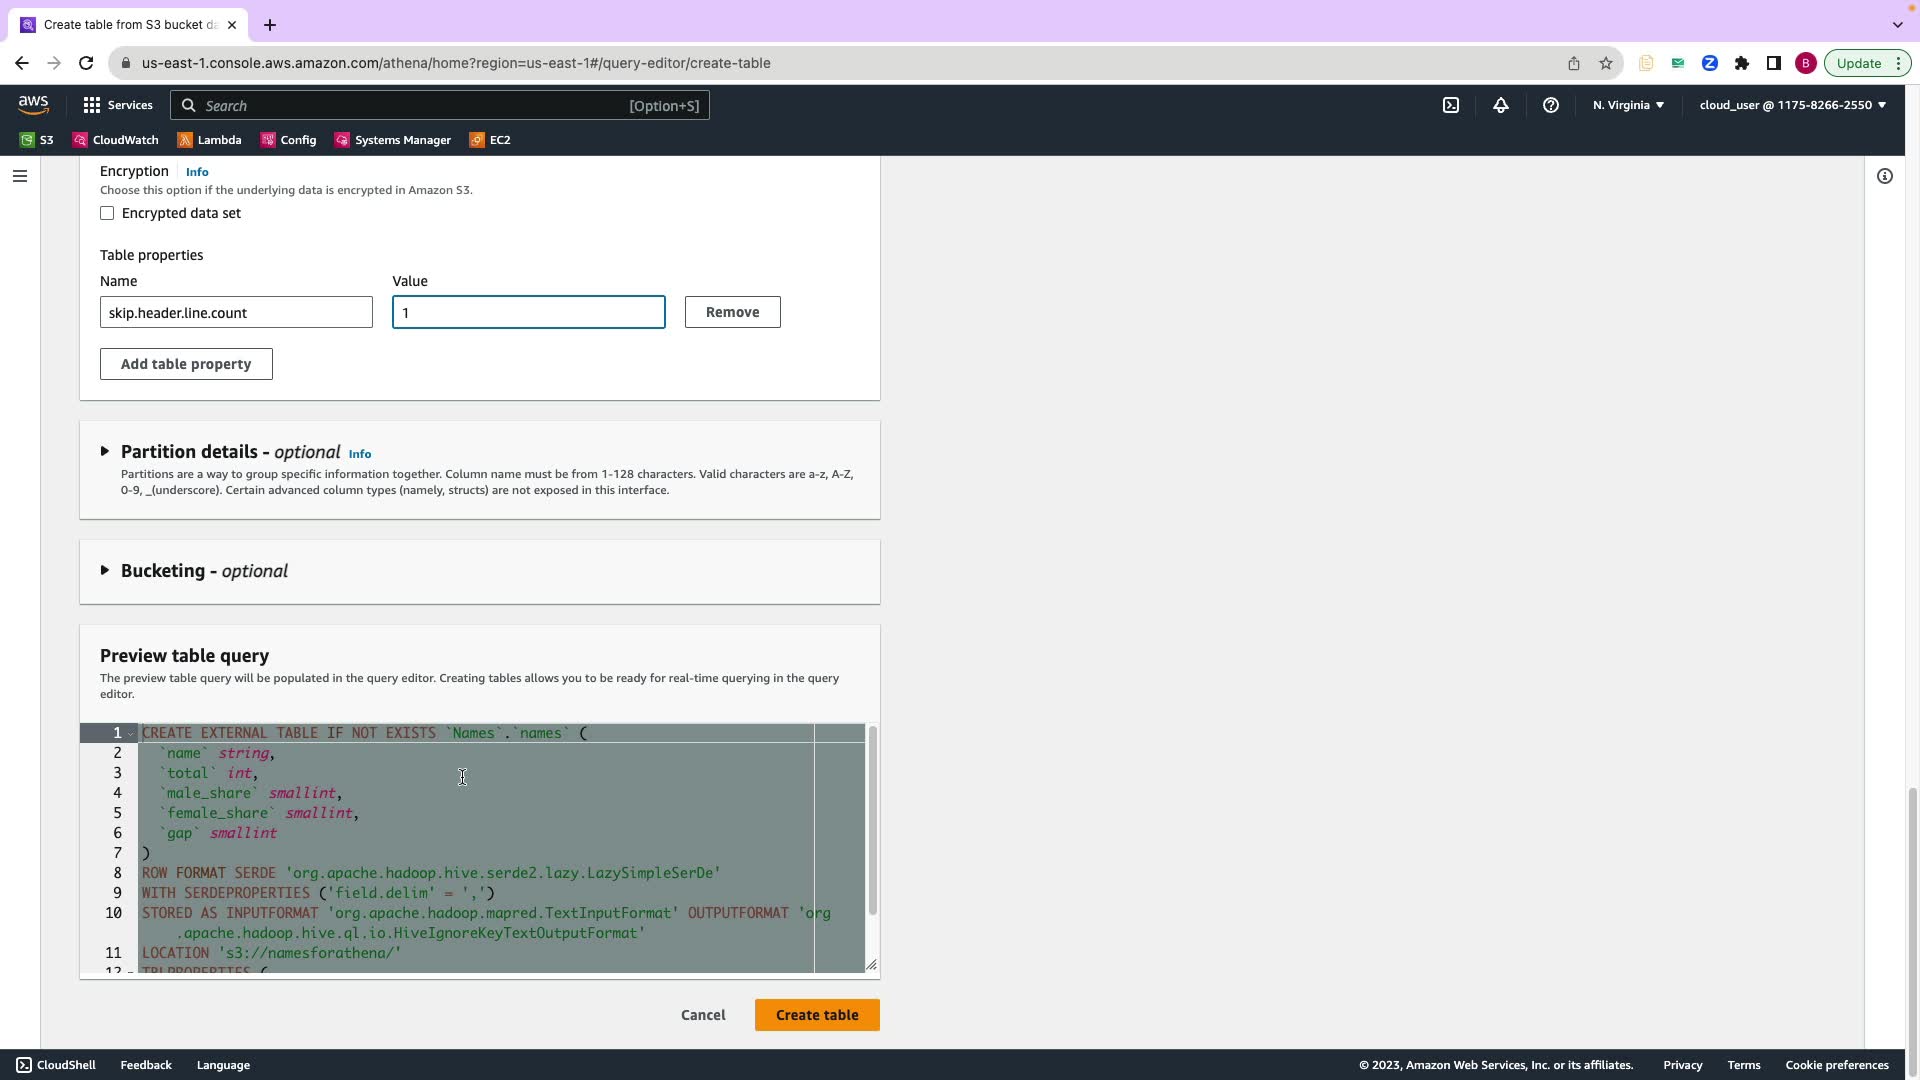 Create table from S3 bucket da
us-east-1.console.aws.amazon.com/athena/home?region=us-east-1#/query-editor/create-table
B
Update
aws
Services
Search
[Option+S]
N. Virginia
cloud_user @ 1175-8266-2550
S3
CloudWatch
Lambda
Config
Systems Manager
EC2
Encryption
Info
Choose this option if the underlying data is encrypted in Amazon S3.
Encrypted data set
Table properties
Name
Value
skip.header.line.count
1
Remove
Add table property
Partition details - optional Info
Partitions are a way to group specific information together. Column name must be from 1-128 characters. Valid characters are a-z, A-Z,
0-9, _(underscore). Certain advanced column types (namely, structs) are not exposed in this interface.
Bucketing - optional
Preview table query
The preview table query will be populated in the query editor. Creating tables allows you to be ready for real-time querying in the query
editor.
1 CREATE EXTERNAL TABLE IF NOT EXISTS `Names`.`names` (
2 `name` string,
3 `total` int,
4 `male_share` smallint,
5 `female_share` smallint,
6 `gap` smallint
7 )
8 ROW FORMAT SERDE 'org.apache.hadoop.hive.serde2.lazy.LazySimpleSerDe'
9 WITH SERDEPROPERTIES ('field.delim' = ',')
10 STORED AS INPUTFORMAT 'org.apache.hadoop.mapred.TextInputFormat' OUTPUTFORMAT 'org
.apache.hadoop.hive.ql.io.HiveIgnoreKeyTextOutputFormat'
11 LOCATION 's3://namesforathena/'
12 TBLPROPERTIES (
Cancel
Create table
CloudShell
Feedback
Language
© 2023, Amazon Web Services, Inc. or its affiliates.
Privacy
Terms
Cookie preferences